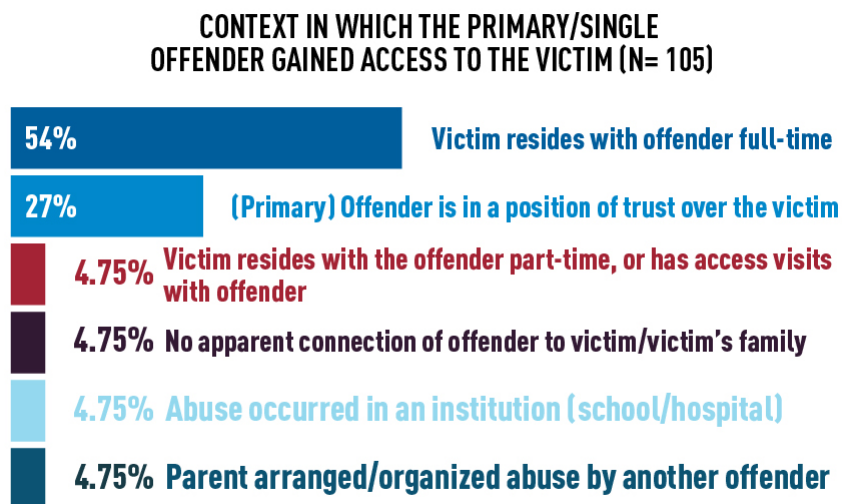 CONTEXT IN WHICH THE PRIMARY/SINGLE
OFFENDER GAINED ACCESS TO THE VICTIM (N= 105)
54% Victim resides with offender full-time
27% (Primary) Offender is in a position of trust over the victim
4.75% Victim resides with the offender part-time, or has access visits
with offender
4.75% No apparent connection of offender to victim/victim’s family
4.75% Abuse occurred in an institution (school/hospital)
4.75% Parent arranged/organized abuse by another offender